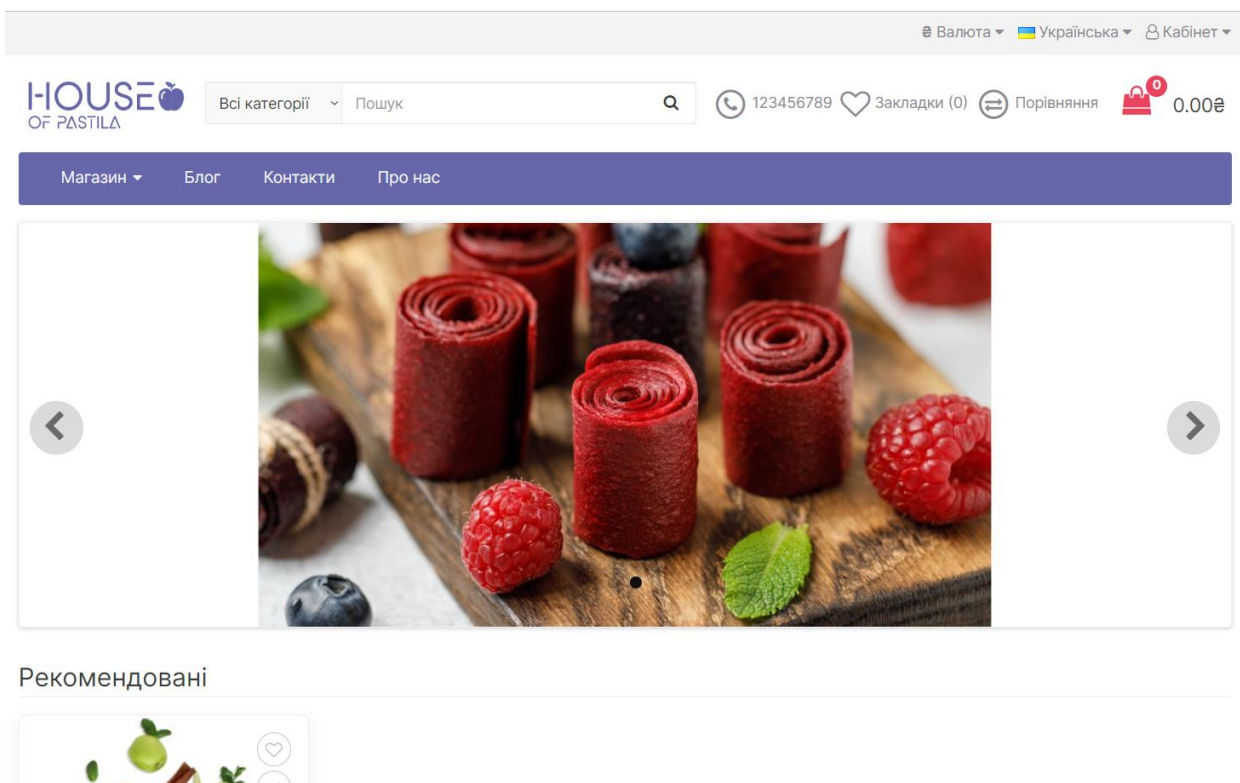 ₴ Валюта Українська Кабінет
HOUSE
OF PASTILA
Всі категорії Пошук 123456789 Закладки (0) Порівняння 0 0.00₴
Магазин Блог Контакти Про нас
Рекомендовані